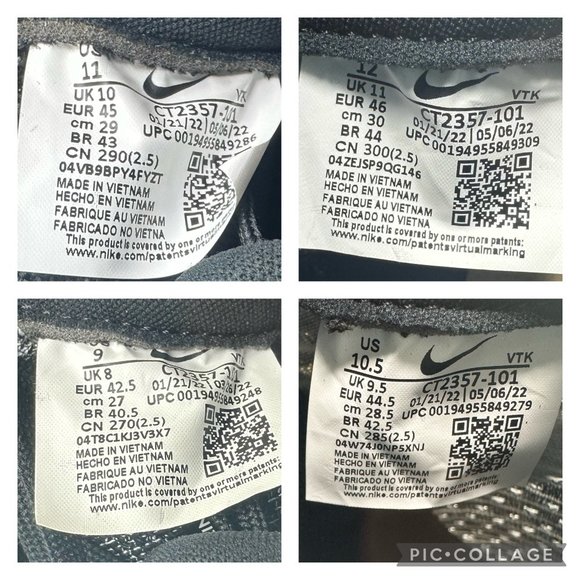 US
11
UK 10
EUR 45
cm 29
BR 43
CN 290(2.5)
04VB9BPY4FYZT
VTK
CT2357-101
01/21/22 | 05/06/22
UPC 00194955849286
MADE IN VIETNAM
HECHO EN VIETNAM
FABRIQUE AU VIETNAM
FABRICADO NO VIETNA
This product is covered by one or more patents:
www.nike.com/patentsvirtualmarking
12
UK 11
EUR 46
cm 30
BR 44
CN 300(2.5)
04ZEJSP9QG146
VTK
CT2357-101
01/21/22 | 05/06/22
UPC 00194955849309
MADE IN VIETNAM
HECHO EN VIETNAM
FABRIQUE AU VIETNAM
FABRICADO NO VIETNA
This product is covered by one or more patents:
www.nike.com/patentsvirtualmarking
9
UK 8
EUR 42.5
cm 27
BR 40.5
CN 270(2.5)
04T8C1KJ3V3X7
VTK
CT2357-101
01/21/22 | 05/06/22
UPC 00194955849248
MADE IN VIETNAM
HECHO EN VIETNAM
FABRIQUE AU VIETNAM
FABRICADO NO VIETNA
This product is covered by one or more patents:
www.nike.com/patentsvirtualmarking
US
10.5
UK 9.5
EUR 44.5
cm 28.5
BR 42.5
CN 285(2.5)
04W74J0NP5XNJ
VTK
CT2357-101
01/21/22 | 05/06/22
UPC 00194955849279
MADE IN VIETNAM
HECHO EN VIETNAM
FABRIQUE AU VIETNAM
FABRICADO NO VIETNA
This product is covered by one or more patents:
www.nike.com/patentsvirtualmarking
PIC•COLLAGE